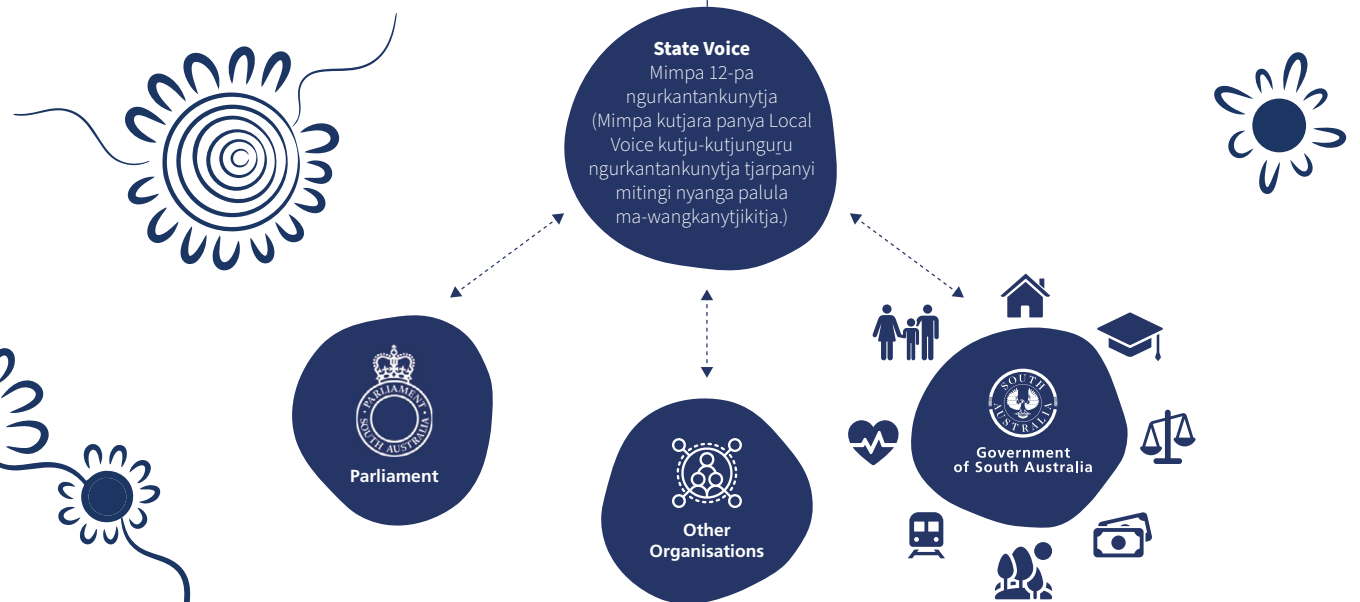 State Voice
Mimpa 12-pa
ngurkantankunytja
(Mimpa kutjara panya Local
Voice kutju-kutjunguṟu
ngurkantankunytja tjarpanyi
mitingi nyanga palula
ma-wangkanytjikitja.)
PARLIAMENT
SOUTH AUSTRALIA
Parliament
SOUTH
AUSTRALIA
Government
of South Australia
Other
Organisations